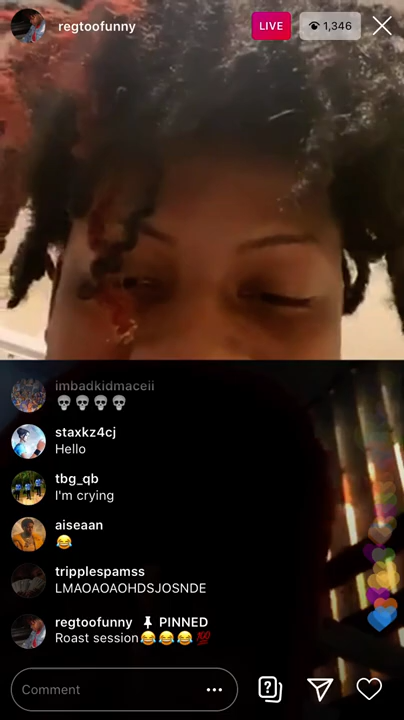 regtoofunny
LIVE
1,346
imbadkidmaceii
💀💀💀💀
staxkz4cj
Hello
tbg_qb
I'm crying
aiseaan
😂
tripplespamss
LMAOAOAOHDSJOSNDE
regtoofunny PINNED
Roast session😂😂😂💯
Comment